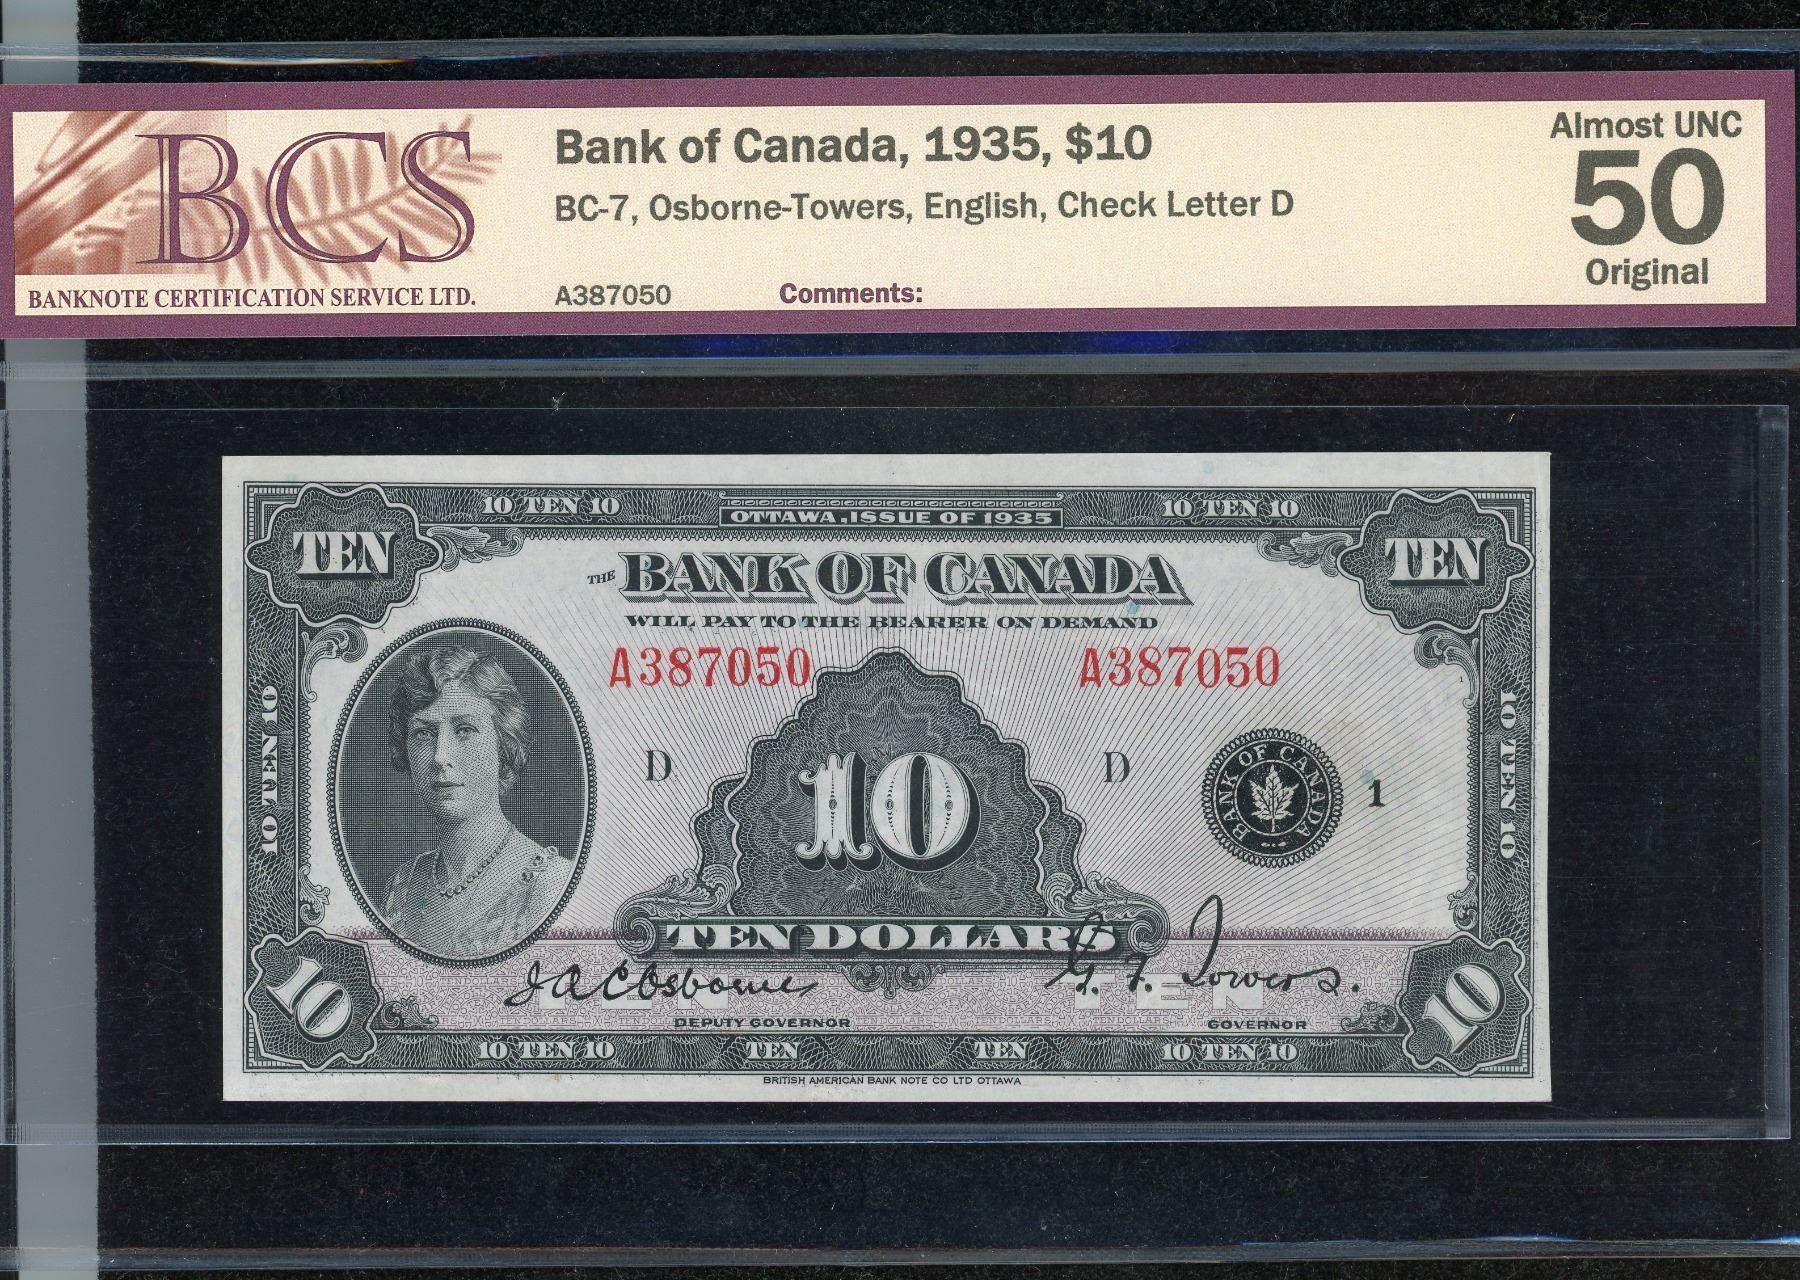 BCS
BANKNOTE CERTIFICATION SERVICE LTD.
Bank of Canada, 1935, $10
BC-7, Osborne-Towers, English, Check Letter D
A387050 Comments:
Almost UNC
50
Original
10 TEN 10 OTTAWA, ISSUE OF 1935 10 TEN 10
TEN TEN
THE BANK OF CANADA
WILL PAY TO THE BEARER ON DEMAND
A387050 A387050
10 TEN 10
D 10 D
BANK OF CANADA
1
10 TEN 10
TEN DOLLARS
J A C Osborne G. F. Towers.
TEN
DEPUTY GOVERNOR GOVERNOR
10 10
10 TEN 10 TEN TEN 10 TEN 10
BRITISH AMERICAN BANK NOTE CO LTD OTTAWA